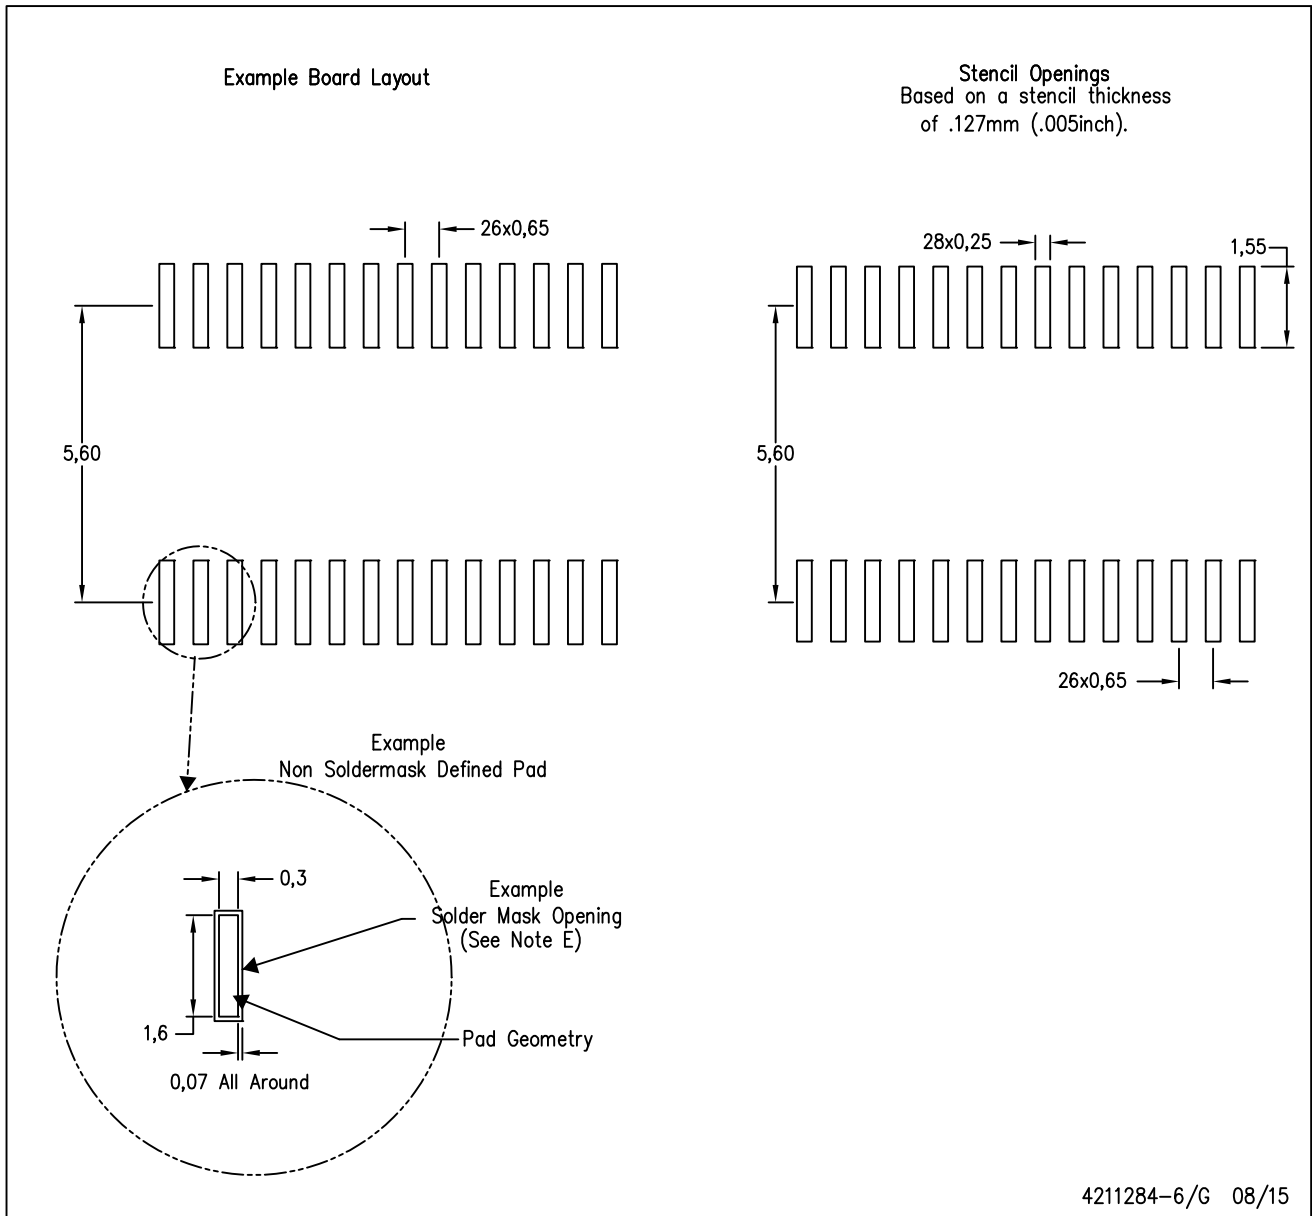 Example Board Layout
Stencil Openings
Based on a stencil thickness
of .127mm (.005inch).
26x0,65
28x0,25
1,55
5,60
5,60
26x0,65
Example
Non Soldermask Defined Pad
0,3
Example
Solder Mask Opening
(See Note E)
1,6
Pad Geometry
0,07 All Around
4211284-6/G 08/15